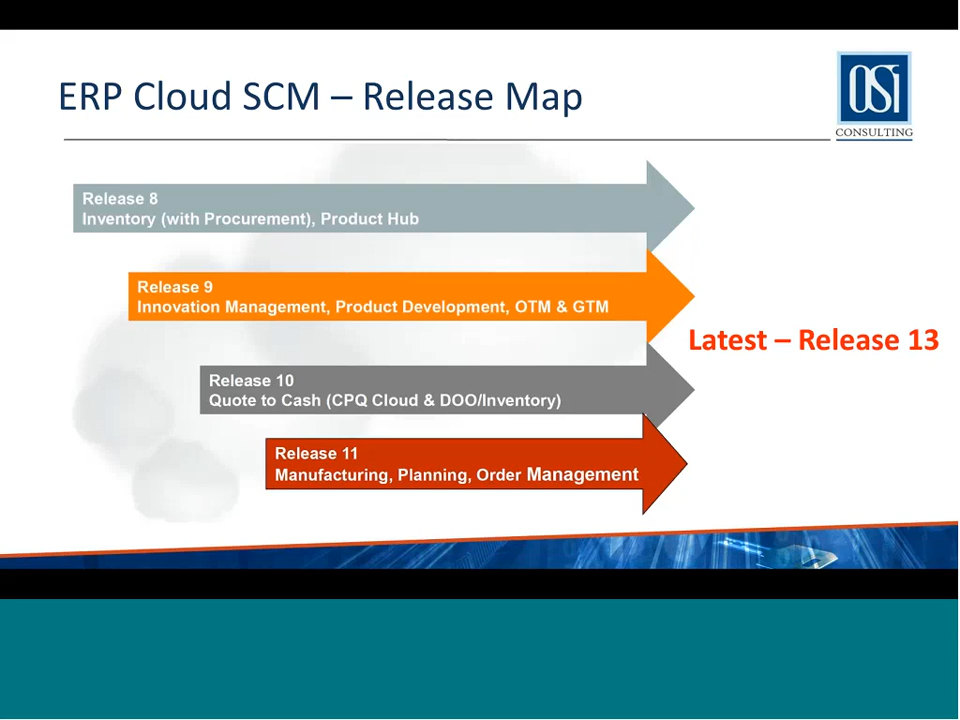 ERP Cloud SCM – Release Map
OSi
CONSULTING
Release 8
Inventory (with Procurement), Product Hub
Release 9
Innovation Management, Product Development, OTM & GTM
Latest – Release 13
Release 10
Quote to Cash (CPQ Cloud & DOO/Inventory)
Release 11
Manufacturing, Planning, Order Management